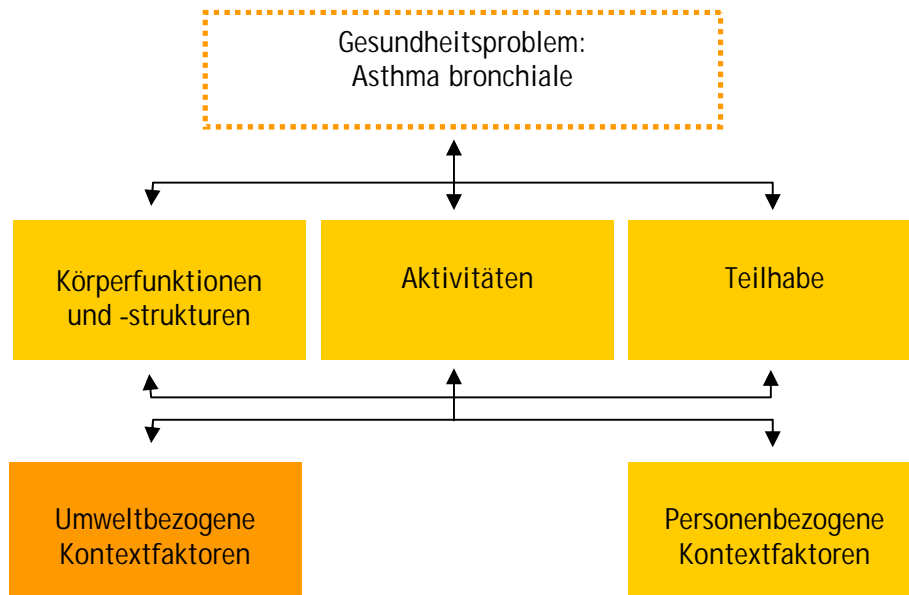 Gesundheitsproblem:
Asthma bronchiale
Körperfunktionen
und -strukturen
Aktivitäten
Teilhabe
Umweltbezogene
Kontextfaktoren
Personenbezogene
Kontextfaktoren